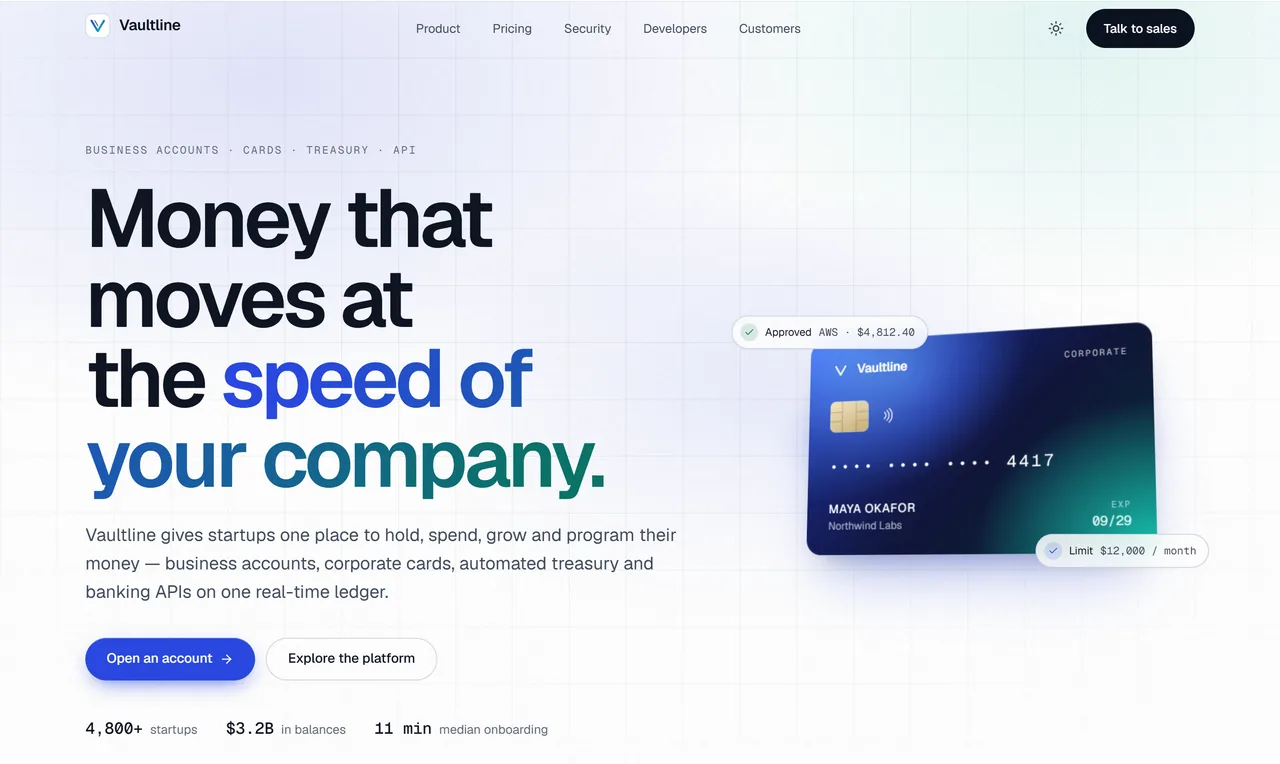 Vaultline
Product Pricing Security Developers Customers
Talk to sales
BUSINESS ACCOUNTS · CARDS · TREASURY · API
Money that
moves at
the speed of
your company.
Vaultline gives startups one place to hold, spend, grow and program their
money — business accounts, corporate cards, automated treasury and
banking APIs on one real-time ledger.
Open an account →
Explore the platform
4,800+ startups $3.2B in balances 11 min median onboarding
Approved AWS · $4,812.40
Vaultline
CORPORATE
•••• •••• •••• 4417
MAYA OKAFOR
Northwind Labs
EXP
09/29
Limit $12,000 / month